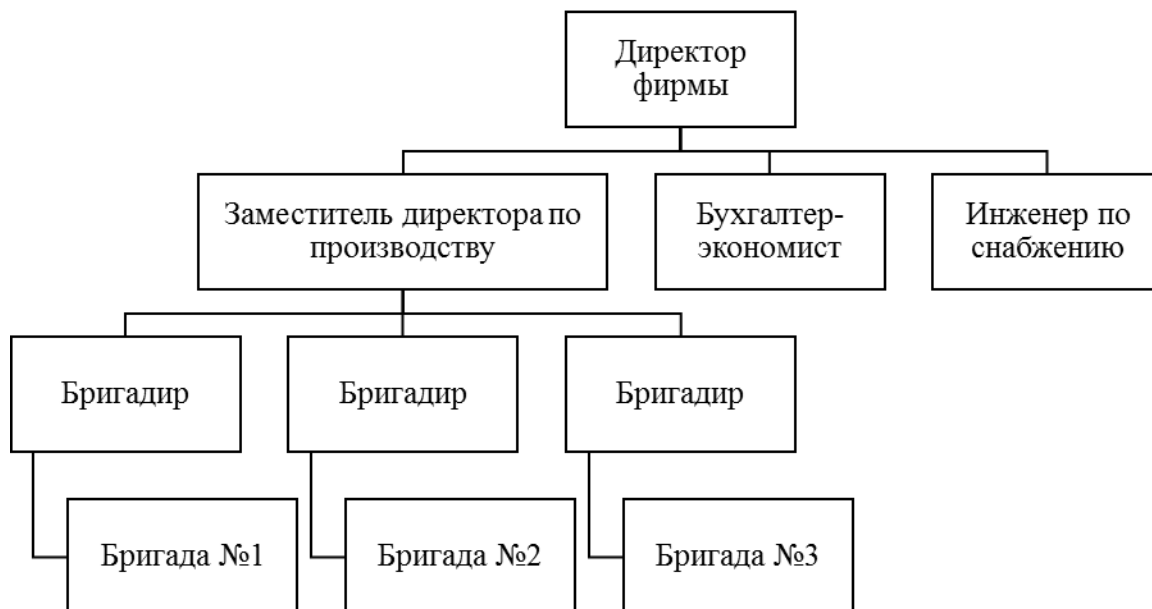 Директор
фирмы
Заместитель директора по
производству
Бухгалтер-
экономист
Инженер по
снабжению
Бригадир
Бригадир
Бригадир
Бригада №1
Бригада №2
Бригада №3